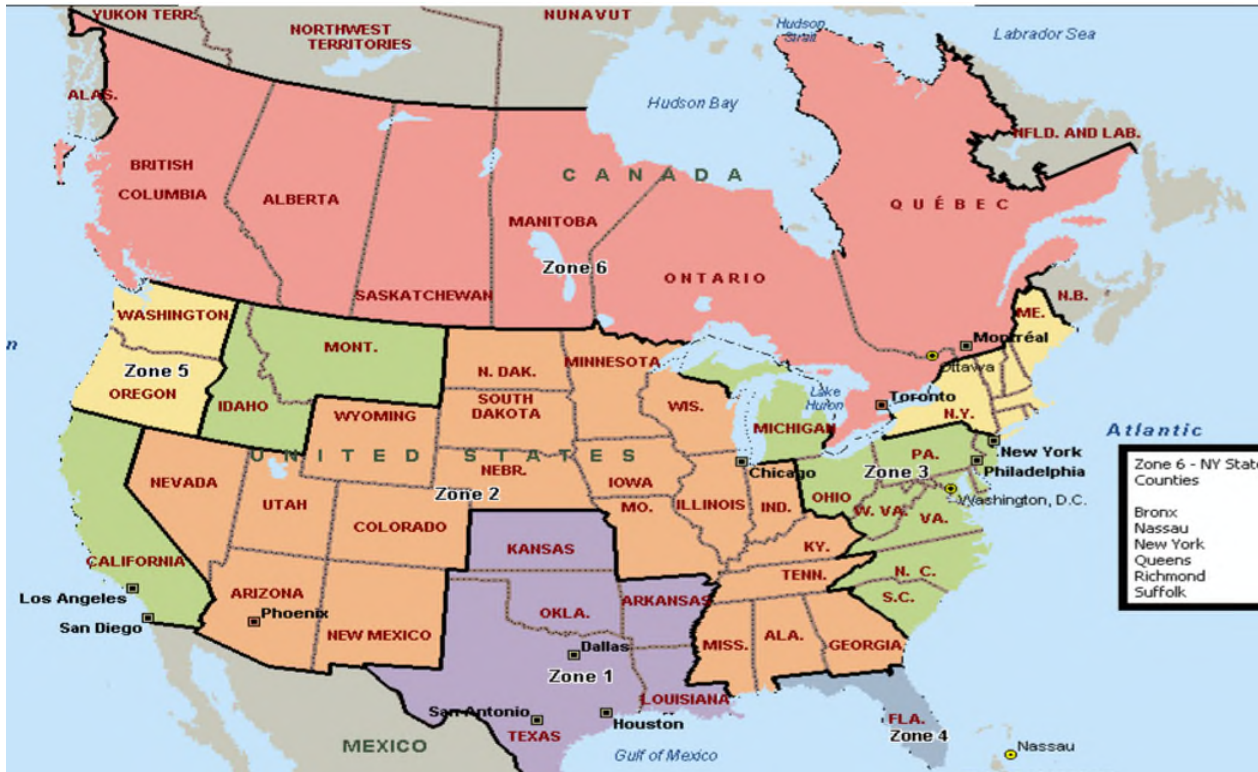 YUKON TERR.
NORTHWEST
TERRITORIES
NUNAVUT
Hudson
Strait
Labrador Sea
ALAS.
Hudson Bay
NFLD. AND LAB.
BRITISH
COLUMBIA
ALBERTA
CANADA
MANITOBA
QUÉBEC
Zone 6
ONTARIO
SASKATCHEWAN
N.B.
WASHINGTON
ME.
MONT.
Montréal
n
Zone 5
OREGON
N. DAK.
MINNESOTA
Ottawa
IDAHO
WYOMING
SOUTH
DAKOTA
WIS.
Lake
Huron
Toronto
N.Y.
MICHIGAN
Atlantic
UNITED STATES
New York
NEVADA
NEBR.
Chicago
PA.
Zone 3
Philadelphia
UTAH
Zone 2
IOWA
OHIO
Washington, D.C.
COLORADO
MO.
ILLINOIS
IND.
W. VA.
VA.
CALIFORNIA
KANSAS
KY.
Los Angeles
ARIZONA
TENN.
N. C.
San Diego
Phoenix
NEW MEXICO
OKLA.
ARKANSAS
S.C.
Dallas
MISS.
ALA.
GEORGIA
Zone 1
LOUISIANA
San Antonio
Houston
TEXAS
FLA.
Zone 4
MEXICO
Gulf of Mexico
Nassau
Zone 6 - NY State
Counties
Bronx
Nassau
New York
Queens
Richmond
Suffolk